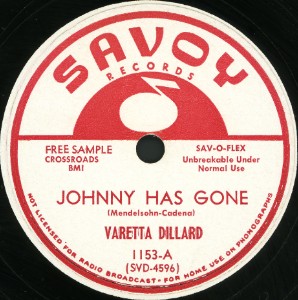 SAVOY
RECORDS
FREE SAMPLE
CROSSROADS
BMI
SAV-O-FLEX
Unbreakable Under
Normal Use
JOHNNY HAS GONE
(Mendelsohn-Cadena)
VARETTA DILLARD
1153-A
(SVD-4596)
NOT LICENSED FOR RADIO BROADCAST - FOR HOME USE ON PHONOGRAPHS